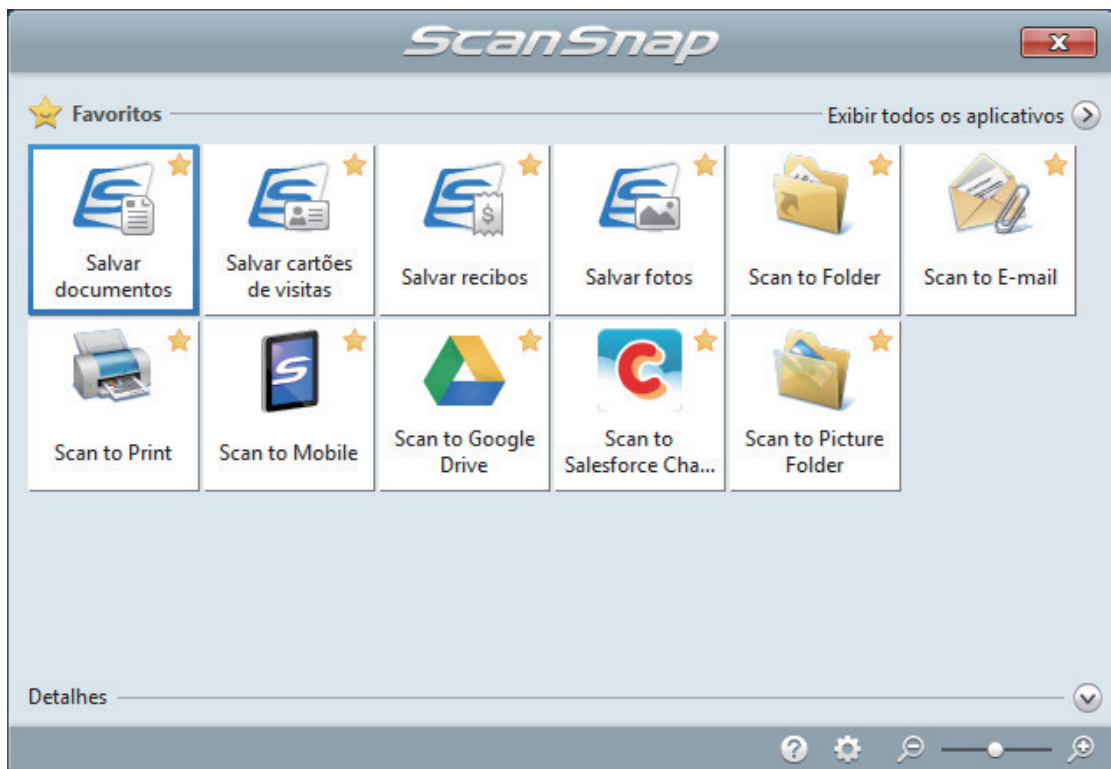 ScanSnap
Favoritos
Exibir todos os aplicativos
Salvar
documentos
Salvar cartões
de visitas
Salvar recibos
Salvar fotos
Scan to Folder
Scan to E-mail
Scan to Print
Scan to Mobile
Scan to Google
Drive
Scan to
Salesforce Cha...
Scan to Picture
Folder
Detalhes